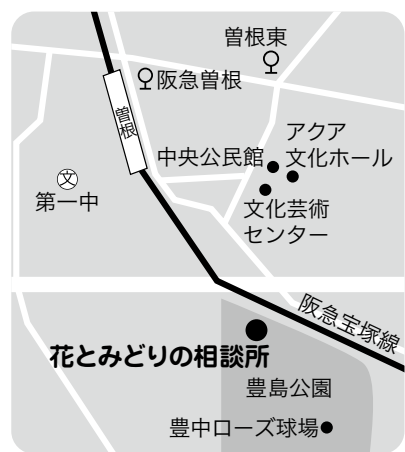 曽根東
阪急曽根
曽根
アクア
文化ホール
中央公民館
文
第一中
文化芸術
センター
阪急宝塚線
花とみどりの相談所
豊島公園
豊中ローズ球場